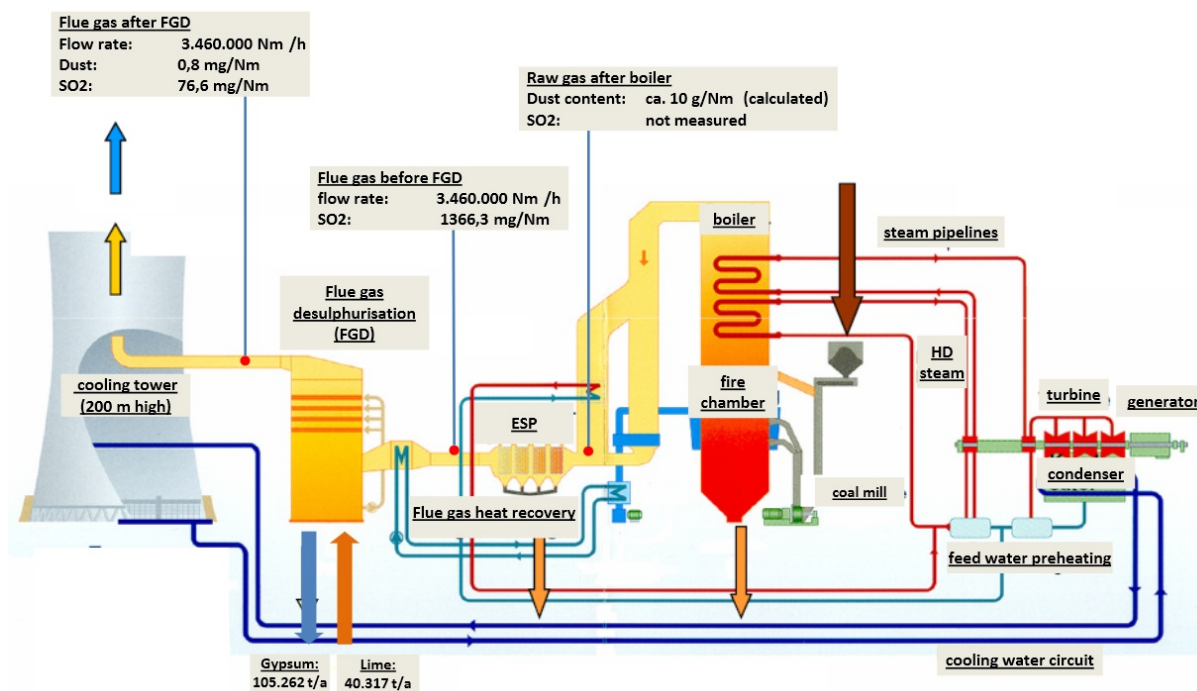 Flue gas after FGD
Flow rate: 3.460.000 Nm /h
Dust: 0,8 mg/Nm
SO2: 76,6 mg/Nm
Raw gas after boiler
Dust content: ca. 10 g/Nm (calculated)
SO2: not measured
Flue gas before FGD
flow rate: 3.460.000 Nm /h
SO2: 1366,3 mg/Nm
boiler
steam pipelines
Flue gas
desulphurisation
(FGD)
HD
steam
cooling tower
(200 m high)
fire
chamber
turbine
generator
ESP
condenser
coal mill
Flue gas heat recovery
feed water preheating
cooling water circuit
Gypsum:
105.262 t/a
Lime:
40.317 t/a